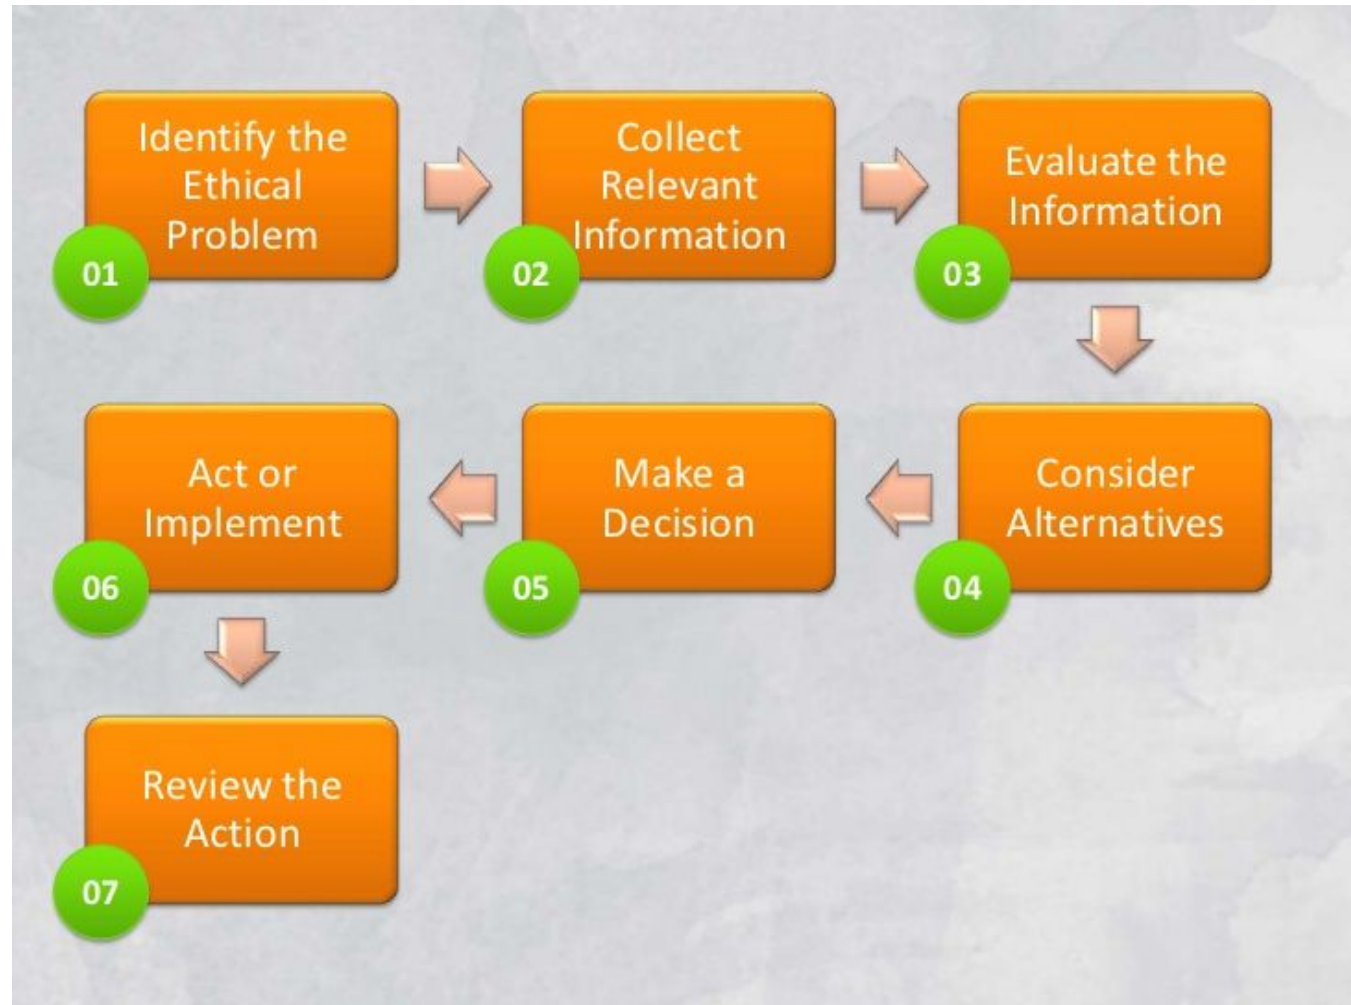 Identify the
Ethical
Problem
01
Collect
Relevant
Information
02
Evaluate the
Information
03
Consider
Alternatives
04
Make a
Decision
05
Act or
Implement
06
Review the
Action
07